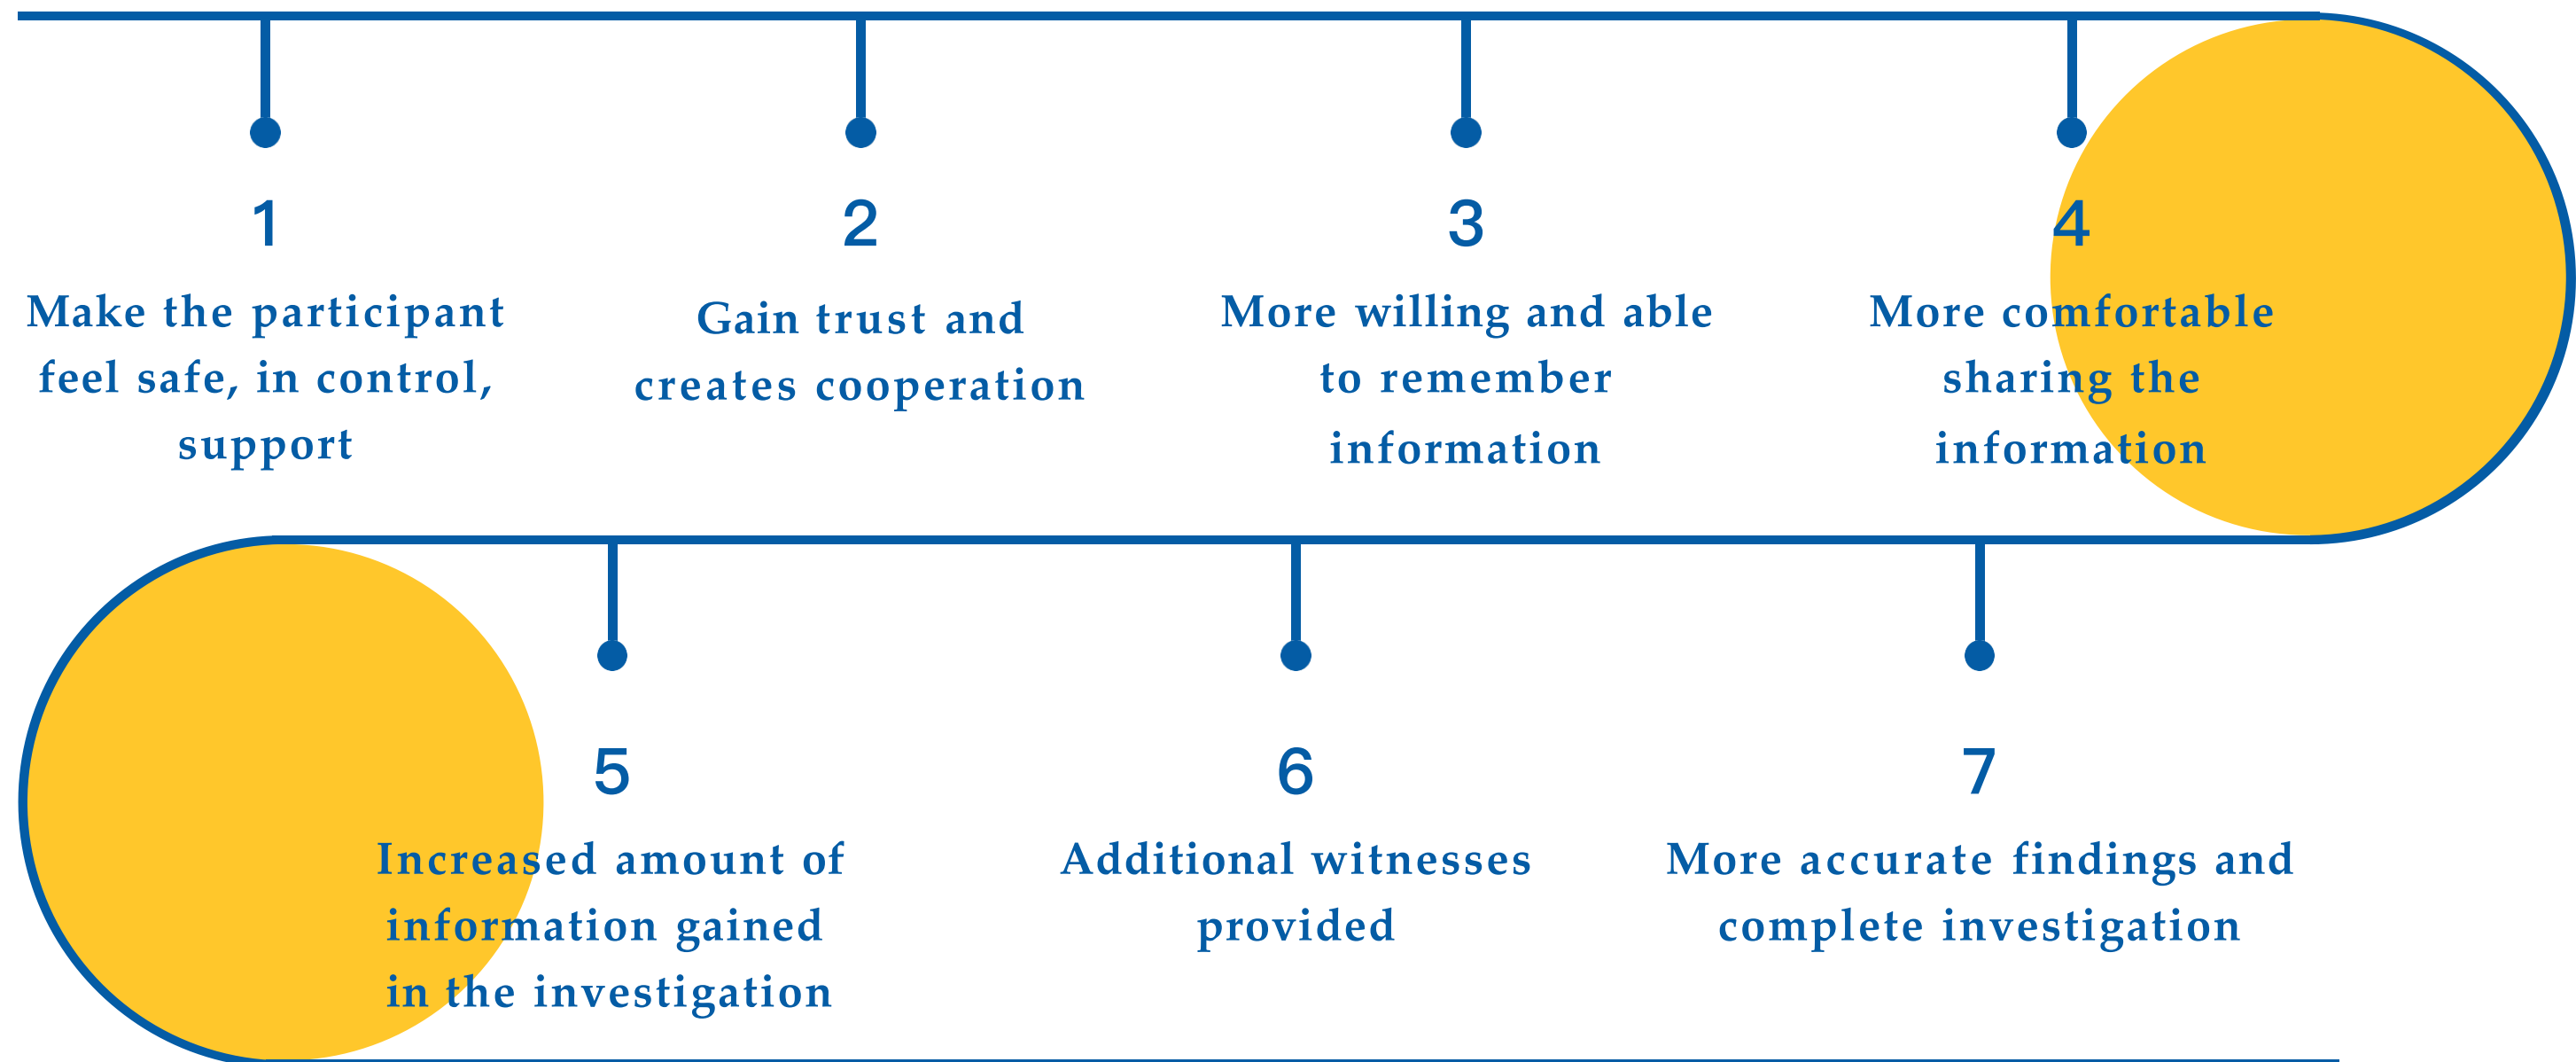 1
Make the participant
feel safe, in control,
support
2
Gain trust and
creates cooperation
3
More willing and able
to remember
information
4
More comfortable
sharing the
information
5
Increased amount of
information gained
in the investigation
6
Additional witnesses
provided
7
More accurate findings and
complete investigation